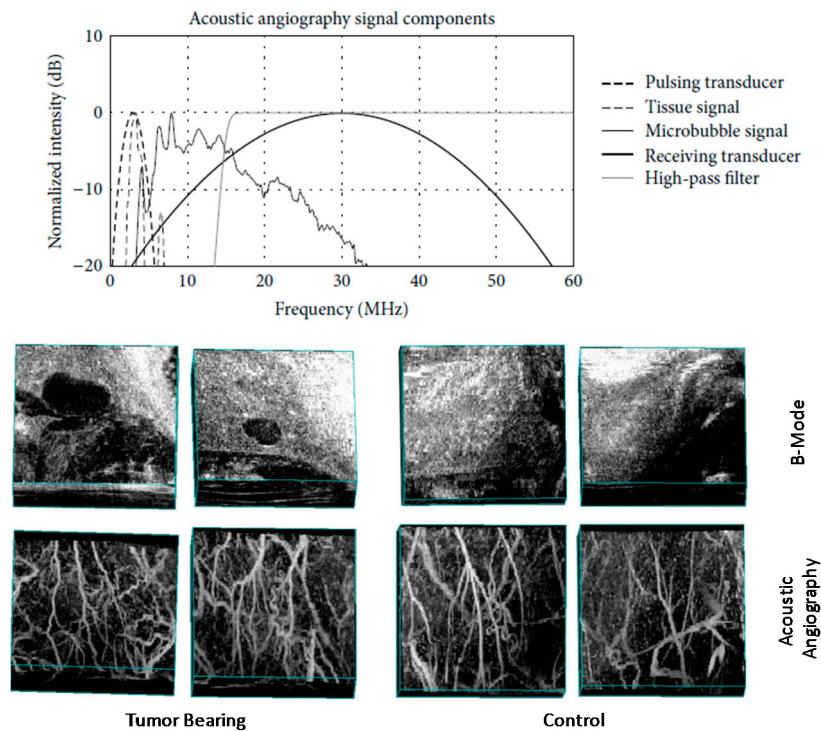 Acoustic angiography signal components
Normalized intensity (dB)
10
0
−10
−20
0
10
20
30
40
50
60
Frequency (MHz)
Pulsing transducer
Tissue signal
Microbubble signal
Receiving transducer
High-pass filter
B-Mode
Acoustic
Angiography
Tumor Bearing
Control